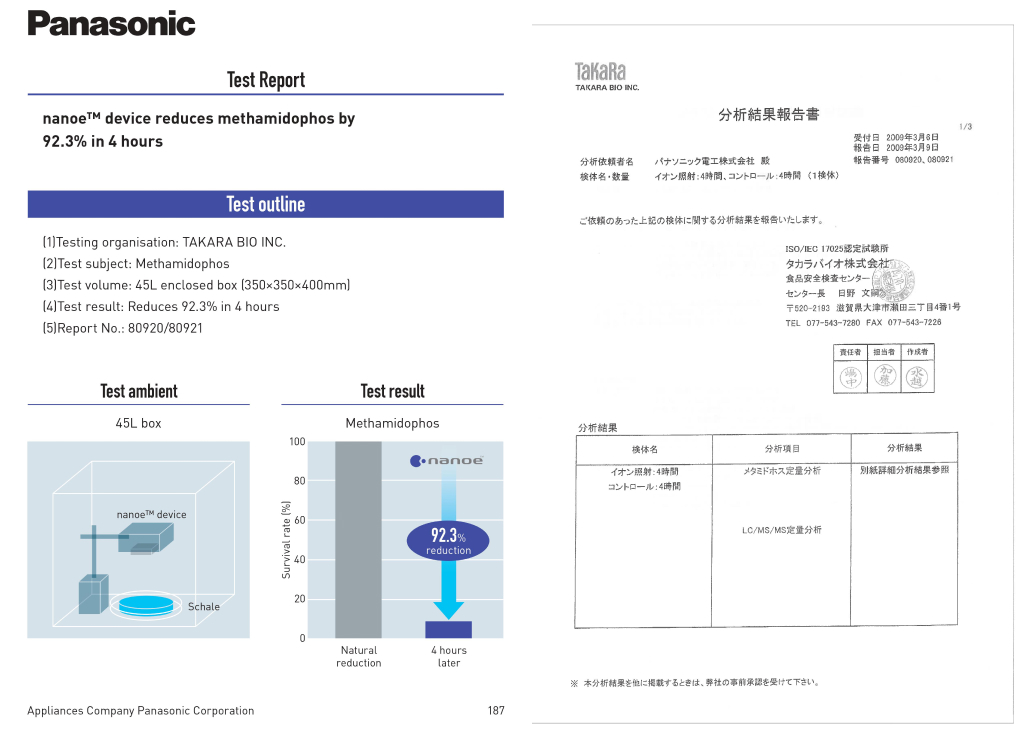 Panasonic
Test Report
nanoe™ device reduces methamidophos by
92.3% in 4 hours
Test outline
(1)Testing organisation: TAKARA BIO INC.
(2)Test subject: Methamidophos
(3)Test volume: 45L enclosed box (350×350×400mm)
(4)Test result: Reduces 92.3% in 4 hours
(5)Report No.: 80920/80921
Test ambient
45L box
nanoe™ device
Schale
Test result
Methamidophos
Survival rate (%)
100
80
60
40
20
0
nanoe™
92.3%
reduction
Natural
reduction
4 hours
later
Appliances Company Panasonic Corporation
187
TaKaRa
TAKARA BIO INC.
分析結果報告書
1/3
受付日 2009年3月6日
報告日 2009年3月9日
報告番号 080920、080921
分析依頼者名 パナソニック電工株式会社 殿
検体名・数量 イオン照射:4時間、コントロール:4時間 (1検体)
ご依頼のあった上記の検体に関する分析結果を報告いたします。
ISO/IEC 17025認定試験所
タカラバイオ株式会社
食品安全検査センター
センター長 日野 文嗣
〒520-2193 滋賀県大津市瀬田三丁目4番1号
TEL 077-543-7280 FAX 077-543-7226
責任者 担当者 作成者
嶋中 加藤 水越
分析結果
検体名 分析項目 分析結果
イオン照射:4時間 メタミドホス定量分析 別紙詳細分析結果参照
コントロール:4時間
LC/MS/MS定量分析
※ 本分析結果を他に掲載するときは、弊社の事前承認を受けて下さい。